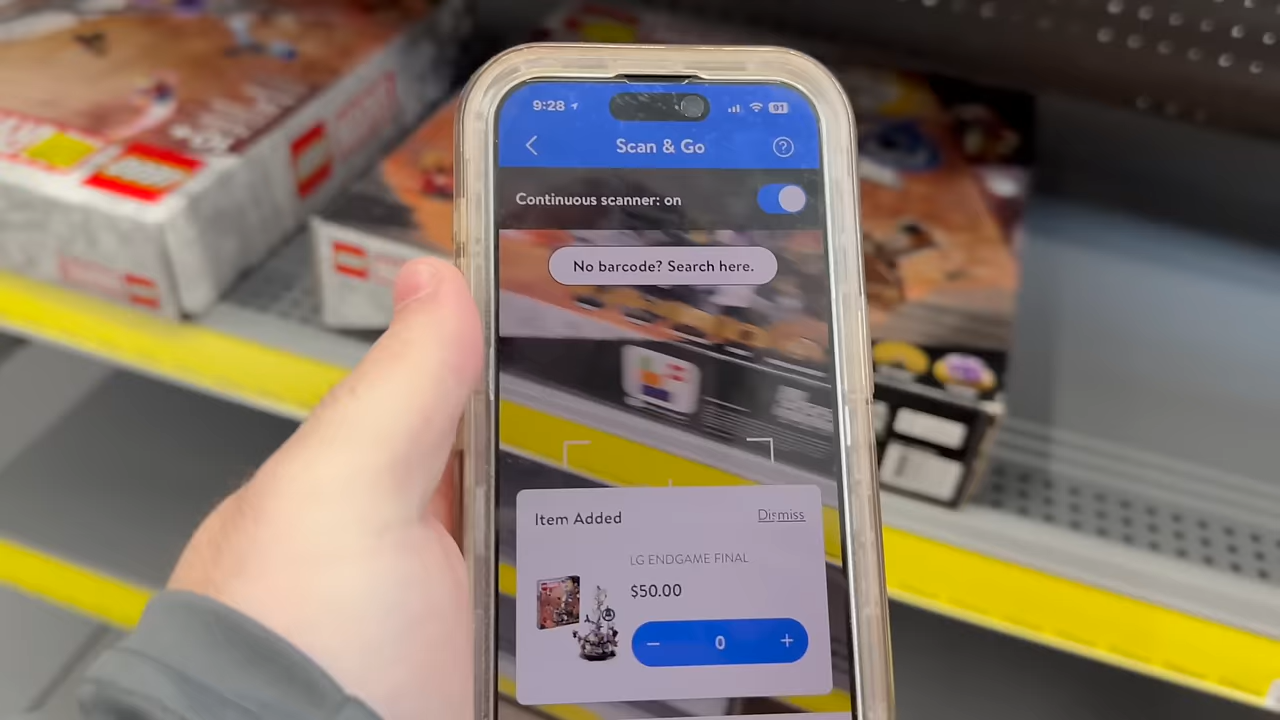 9:28
91
Scan & Go
?
Continuous scanner: on
No barcode? Search here.
Item Added
Dismiss
LG ENDGAME FINAL
$50.00
− 0 +
LEGO